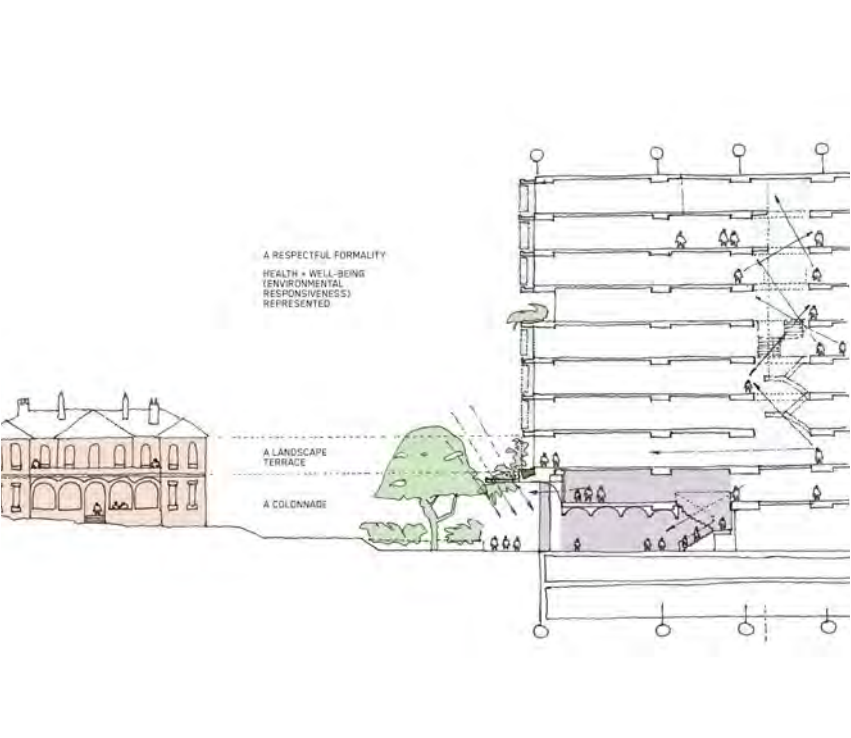 A RESPECTFUL FORMALITY
HEALTH + WELL-BEING
(ENVIRONMENTAL
RESPONSIVENESS)
REPRESENTED
A LANDSCAPE
TERRACE
A COLONNADE